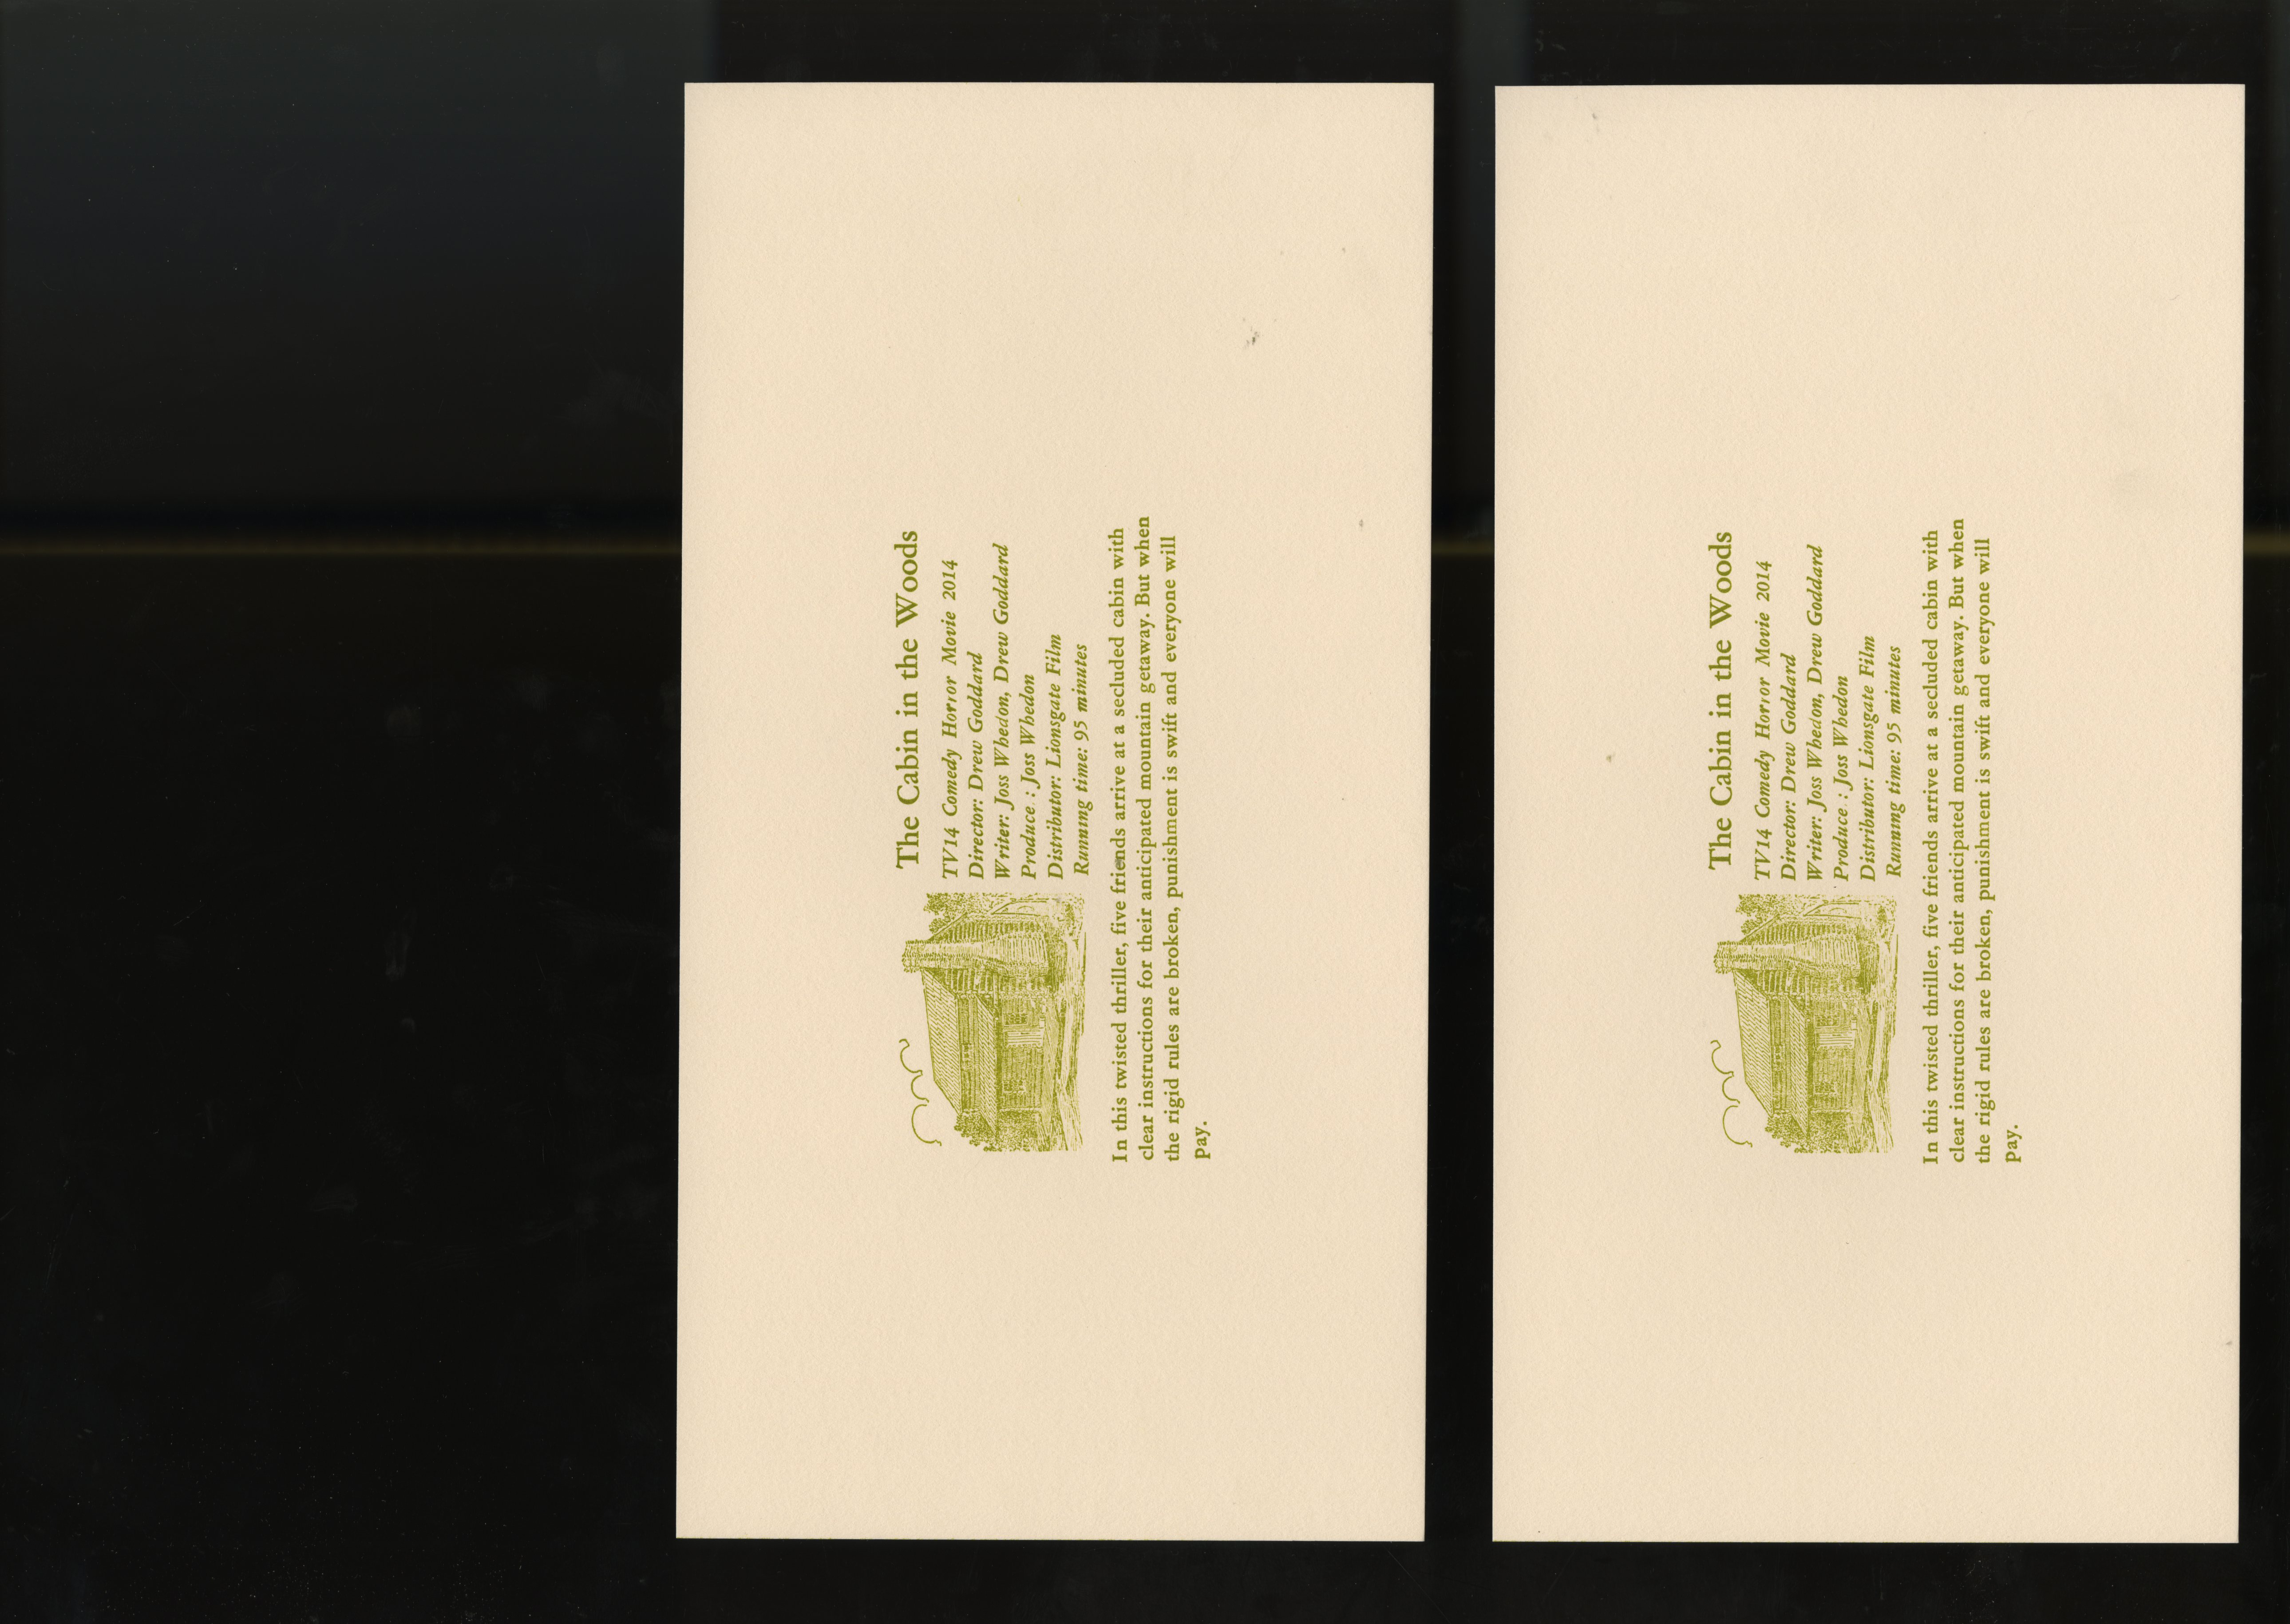 The Cabin in the Woods
TV14 Comedy Horror Movie 2014
Director: Drew Goddard
Writer: Joss Whedon, Drew Goddard
Produce : Joss Whedon
Distributor: Lionsgate Film
Running time: 95 minutes
In this twisted thriller, five friends arrive at a secluded cabin with
clear instructions for their anticipated mountain getaway. But when
the rigid rules are broken, punishment is swift and everyone will
pay.
The Cabin in the Woods
TV14 Comedy Horror Movie 2014
Director: Drew Goddard
Writer: Joss Whedon, Drew Goddard
Produce : Joss Whedon
Distributor: Lionsgate Film
Running time: 95 minutes
In this twisted thriller, five friends arrive at a secluded cabin with
clear instructions for their anticipated mountain getaway. But when
the rigid rules are broken, punishment is swift and everyone will
pay.